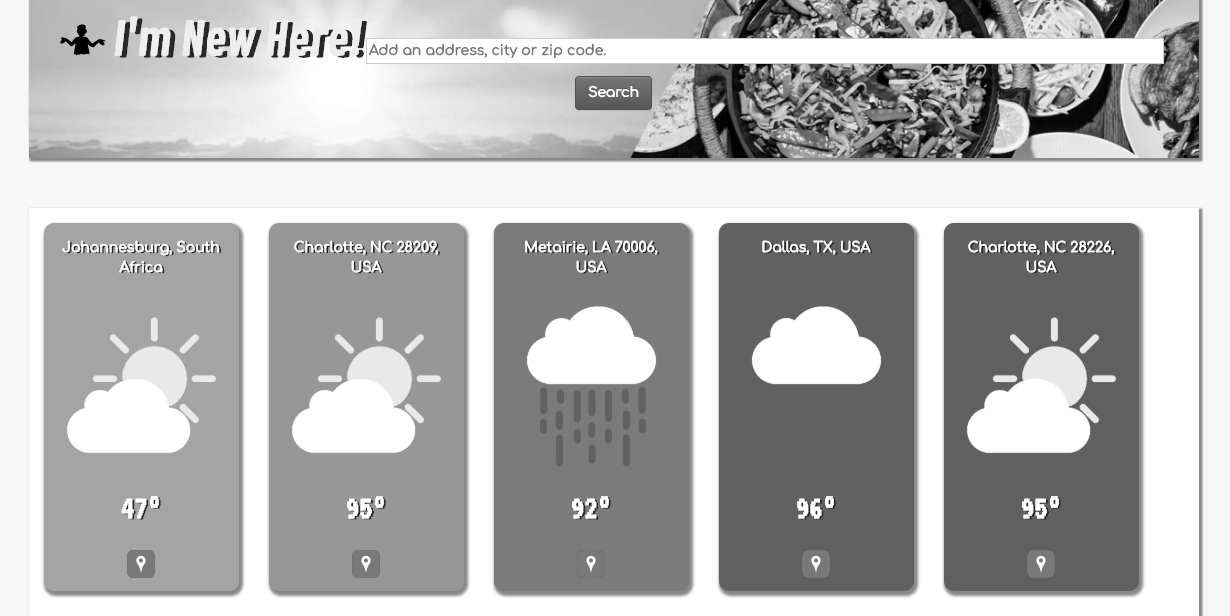 I'm New Here!
Add an address, city or zip code.
Search
Johannesburg, South
Africa
47°
Charlotte, NC 28209,
USA
95°
Metairie, LA 70006,
USA
92°
Dallas, TX, USA
96°
Charlotte, NC 28226,
USA
95°